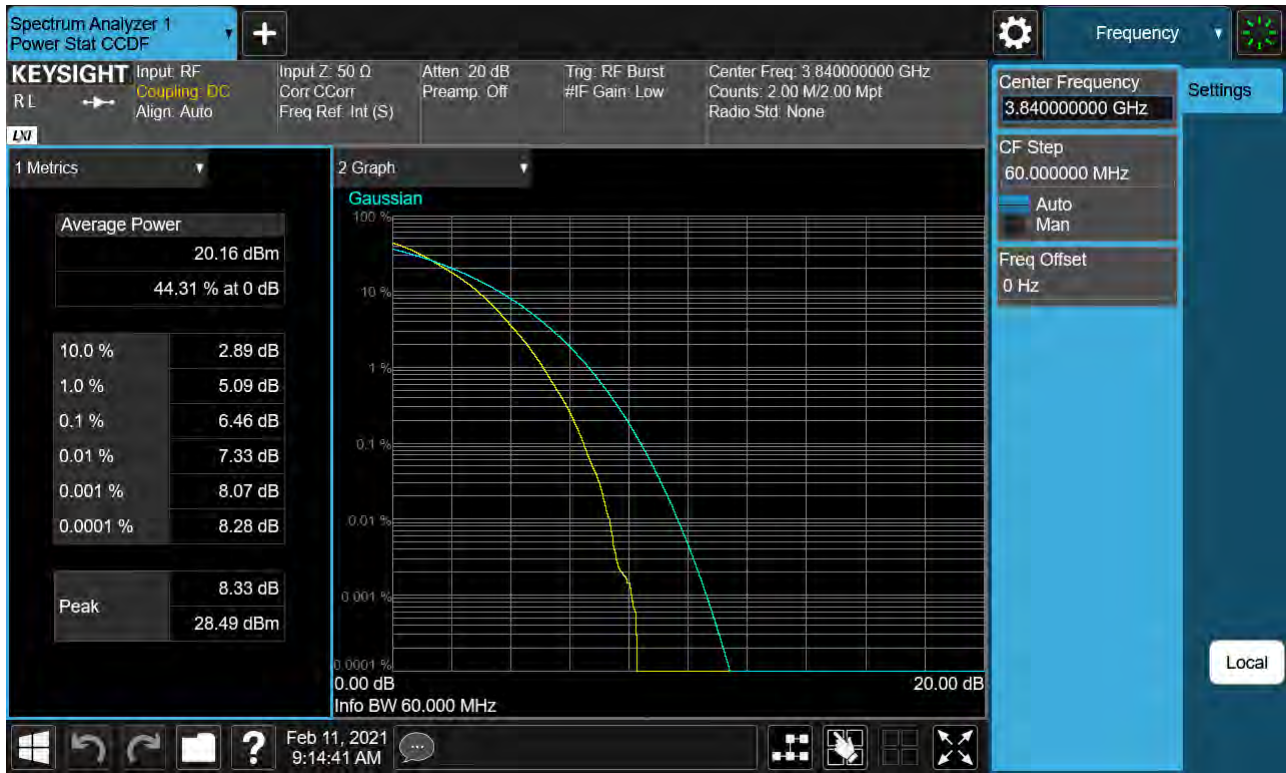 Spectrum Analyzer 1
Power Stat CCDF
Frequency
KEYSIGHT
RL
LXI
Input: RF
Coupling: DC
Align: Auto
Input Z: 50 Ω
Corr CCorr
Freq Ref: Int (S)
Atten: 20 dB
Preamp: Off
Trig: RF Burst
#IF Gain: Low
Center Freq: 3.840000000 GHz
Counts: 2.00 M/2.00 Mpt
Radio Std: None
Center Frequency
3.840000000 GHz
Settings
CF Step
60.000000 MHz
Auto
Man
Freq Offset
0 Hz
Local
1 Metrics
Average Power
20.16 dBm
44.31 % at 0 dB
10.0 % 2.89 dB
1.0 % 5.09 dB
0.1 % 6.46 dB
0.01 % 7.33 dB
0.001 % 8.07 dB
0.0001 % 8.28 dB
Peak
8.33 dB
28.49 dBm
2 Graph
Gaussian
100 %
10 %
1 %
0.1 %
0.01 %
0.001 %
0.0001 %
0.00 dB 20.00 dB
Info BW 60.000 MHz
?
Feb 11, 2021
9:14:41 AM